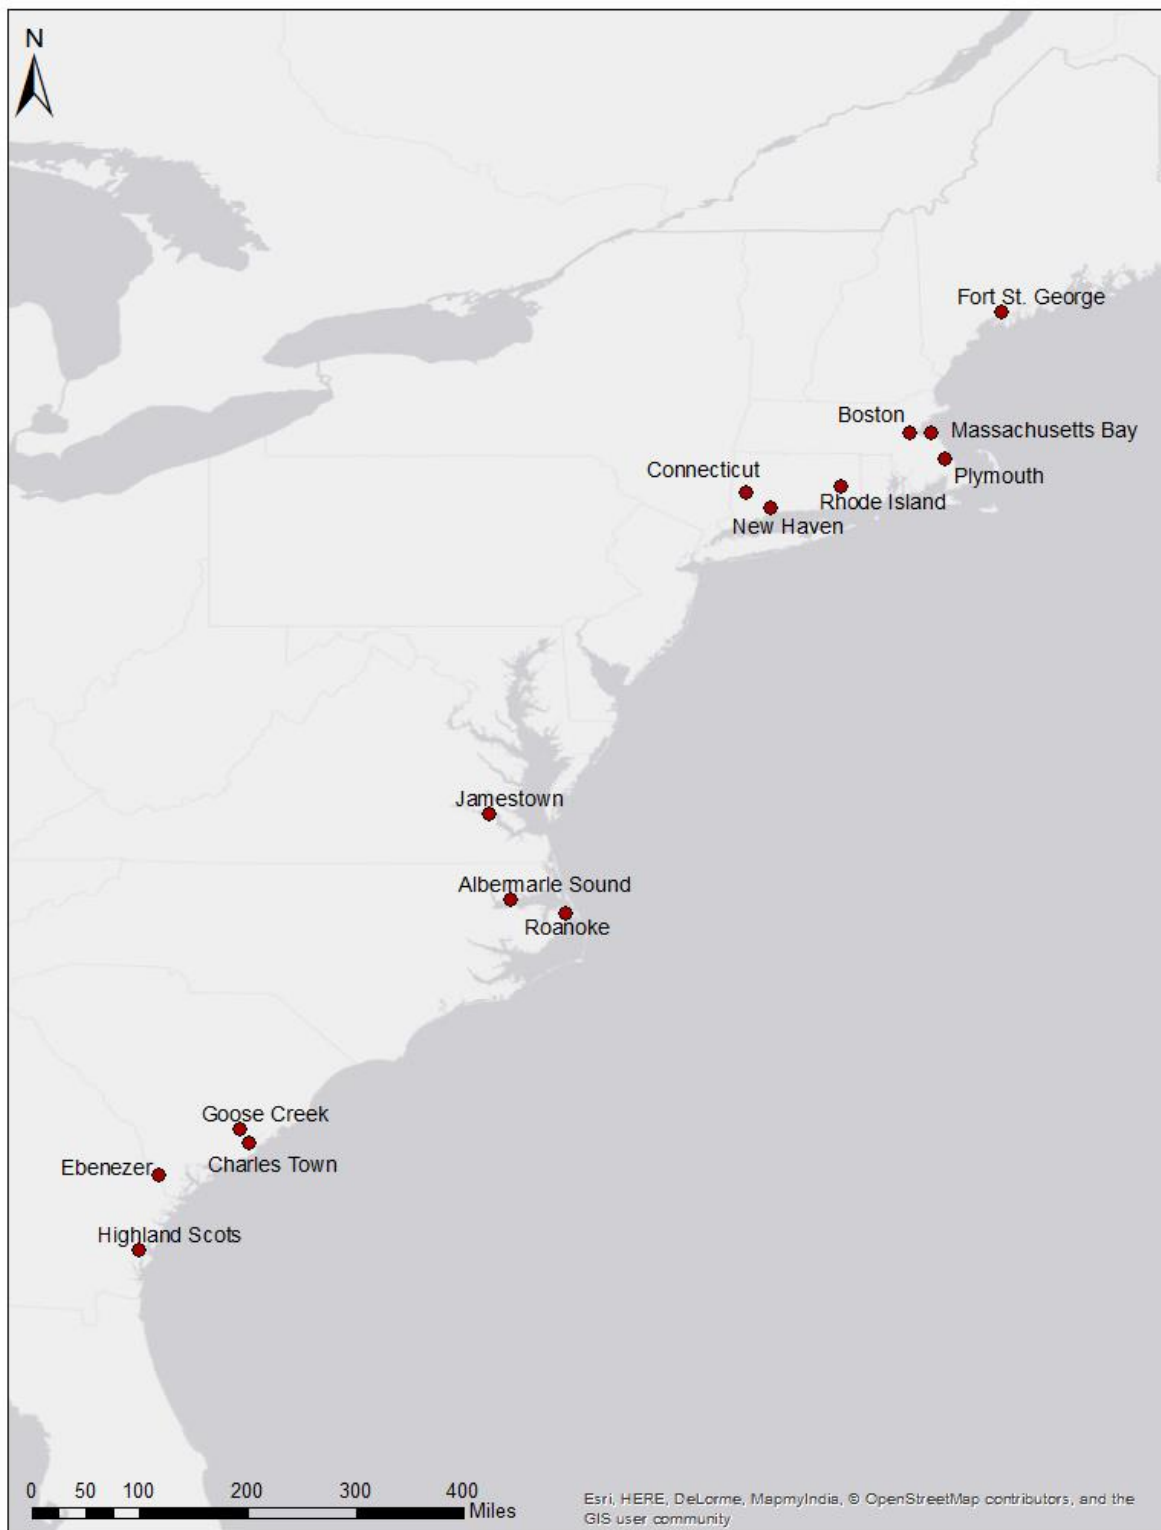 N
Fort St. George
Boston
Massachusetts Bay
Plymouth
Connecticut
Rhode Island
New Haven
Jamestown
Albermarle Sound
Roanoke
Goose Creek
Charles Town
Ebenezer
Highland Scots
0 50 100 200 300 400
Miles
Esri, HERE, DeLorme, MapmyIndia, © OpenStreetMap contributors, and the
GIS user community